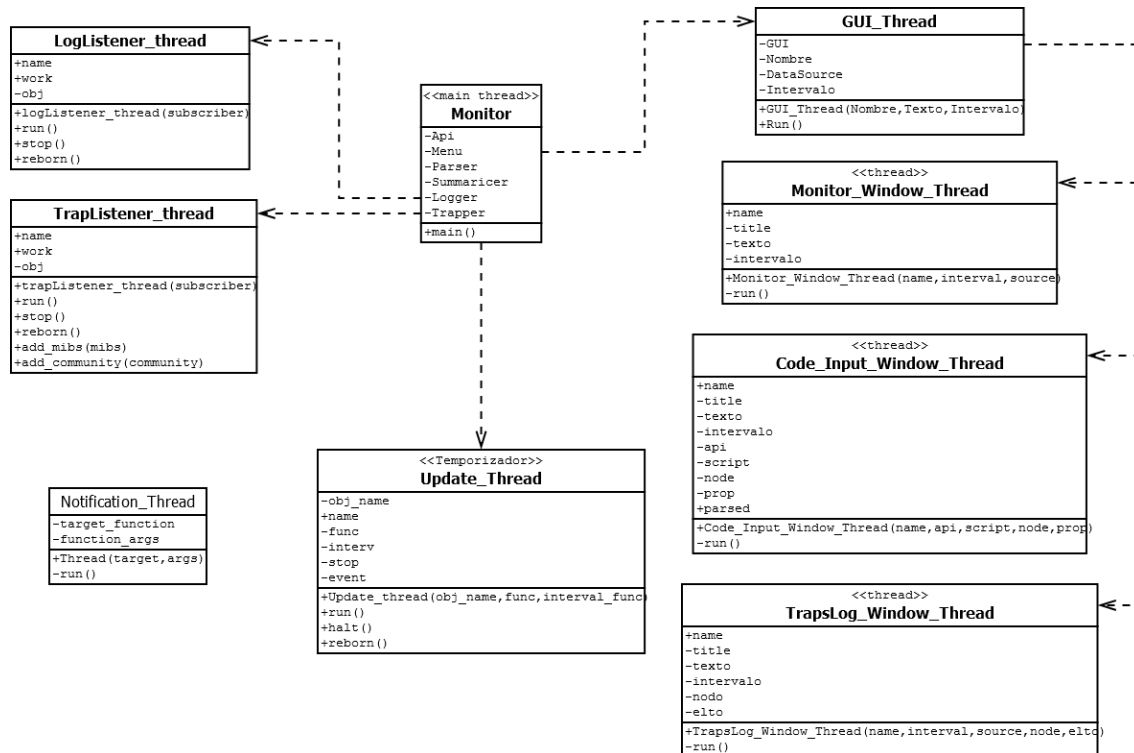 LogListener_thread
+name
+work
-obj
+logListener_thread(subscriber)
+run()
+stop()
+reborn()
TrapListener_thread
+name
+work
-obj
+trapListener_thread(subscriber)
+run()
+stop()
+reborn()
+add_mibs(mibs)
+add_community(community)
Notification_Thread
-target_function
-function_args
+Thread(target,args)
-run()
<<main thread>>
Monitor
-Api
-Menu
-Parser
-Summaricer
-Logger
-Trapper
+main()
<<Temporizador>>
Update_Thread
-obj_name
+name
-func
-interv
-stop
-event
+Update_thread(obj_name,func,interval_func)
+run()
+halt()
+reborn()
GUI_Thread
-GUI
-Nombre
-DataSource
-Intervalo
+GUI_Thread(Nombre,Texto,Intervalo)
+Run()
<<thread>>
Monitor_Window_Thread
+name
-title
-texto
-intervalo
+Monitor_Window_Thread(name,interval,source)
-run()
<<thread>>
Code_Input_Window_Thread
+name
-title
-texto
-intervalo
-api
-script
-node
-prop
+parsed
+Code_Input_Window_Thread(name,api,script,node,prop)
-run()
<<thread>>
TrapsLog_Window_Thread
+name
-title
-texto
-intervalo
-nodo
-elto
+TrapsLog_Window_Thread(name,interval,source,node,elto)
-run()